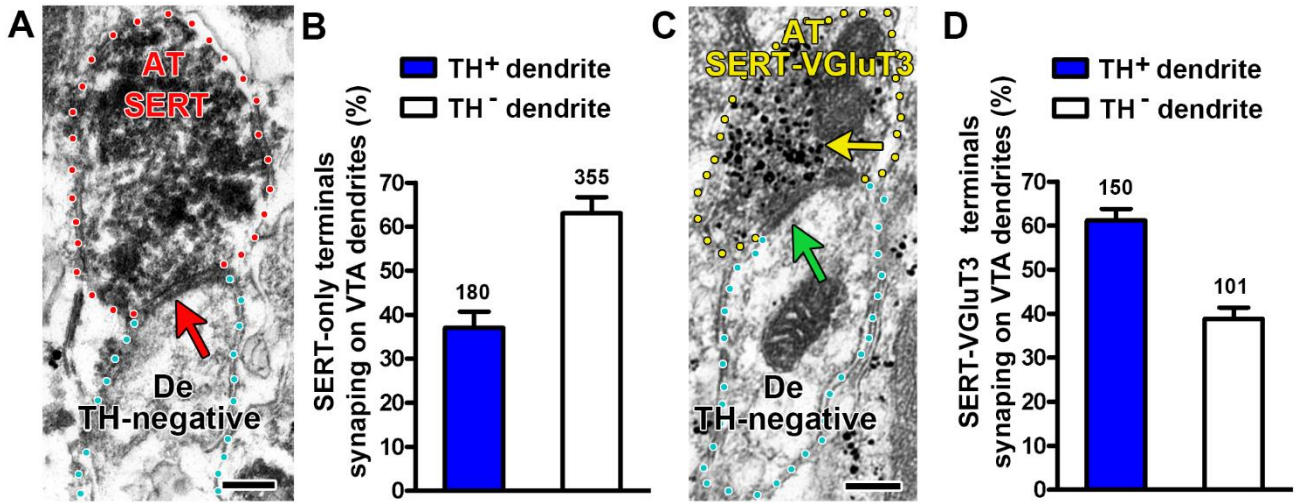 A
AT
SERT
De
TH-negative
B
TH+ dendrite
TH- dendrite
SERT-only terminals
synaping on VTA dendrites (%)
70
60
50
40
30
20
10
0
180
355
C
AT
SERT-VGluT3
De
TH-negative
D
TH+ dendrite
TH- dendrite
SERT-VGluT3 terminals
synaping on VTA dendrites (%)
70
60
50
40
30
20
10
0
150
101